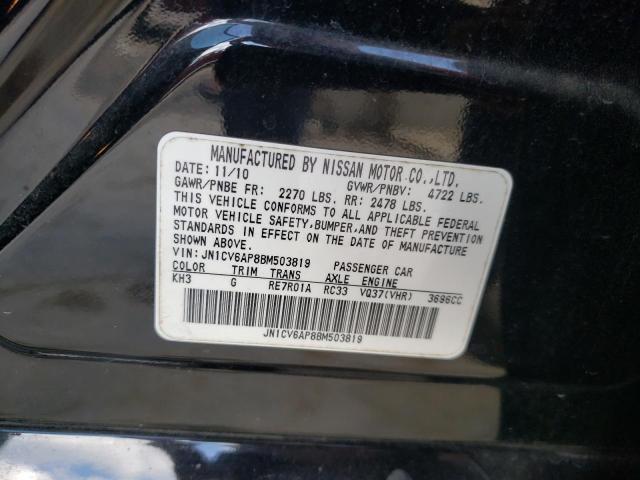 MANUFACTURED BY NISSAN MOTOR CO.,LTD.
DATE: 11/10 GVWR/PNBV: 4722 LBS.
GAWR/PNBE FR: 2270 LBS. RR: 2478 LBS.
THIS VEHICLE CONFORMS TO ALL APPLICABLE FEDERAL
MOTOR VEHICLE SAFETY,BUMPER,AND THEFT PREVENTION
STANDARDS IN EFFECT ON THE DATE OF MANUFACTURE
SHOWN ABOVE.
VIN: JN1CV6AP8BM503819 PASSENGER CAR
COLOR TRIM TRANS AXLE ENGINE
KH3 G RE7R01A RC33 VQ37(VHR) 3696CC
JN1CV6AP8BM503819